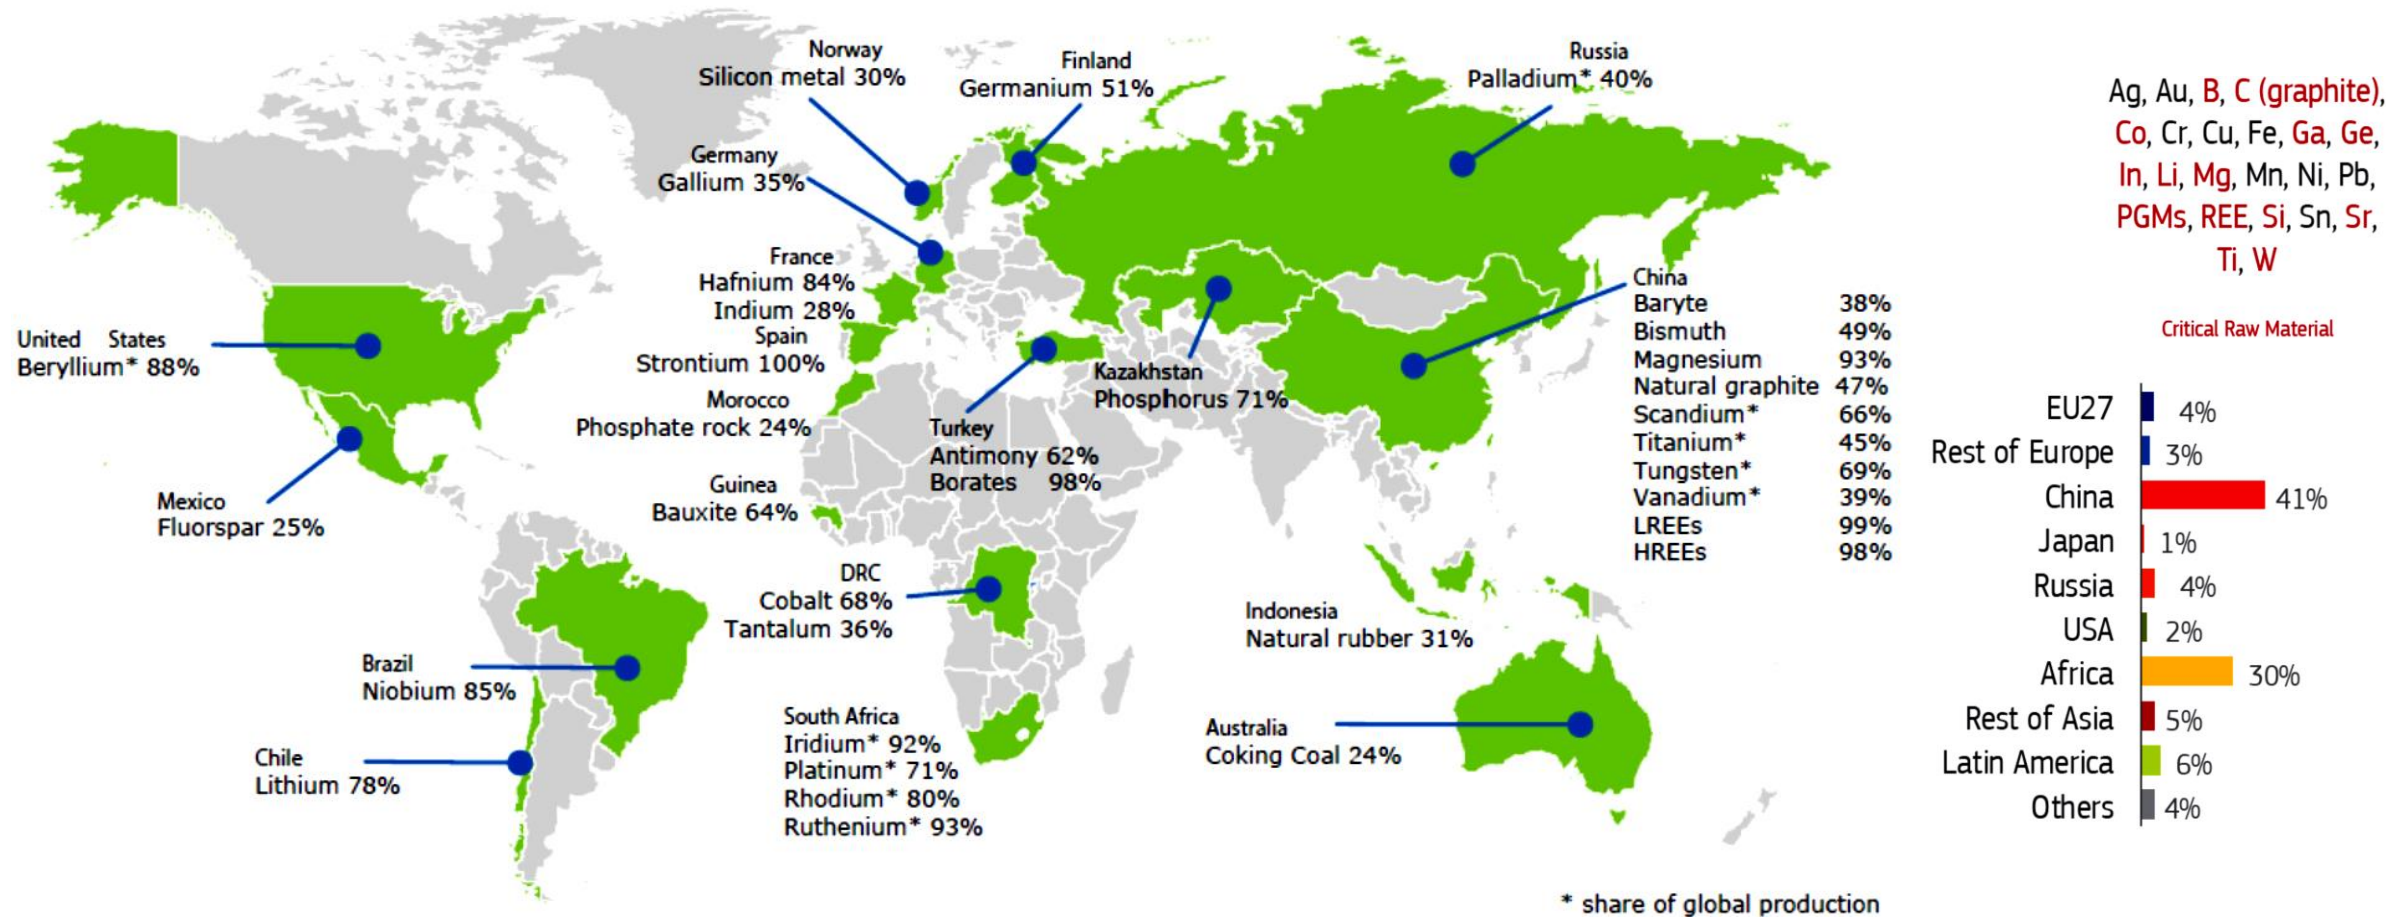 Norway
Silicon metal 30%
Finland
Germanium 51%
Russia
Palladium* 40%
Germany
Gallium 35%
France
Hafnium 84%
Indium 28%
Spain
Strontium 100%
Morocco
Phosphate rock 24%
Guinea
Bauxite 64%
United States
Beryllium* 88%
Mexico
Fluorspar 25%
Turkey
Antimony 62%
Borates 98%
Kazakhstan
Phosphorus 71%
China
Baryte 38%
Bismuth 49%
Magnesium 93%
Natural graphite 47%
Scandium* 66%
Titanium* 45%
Tungsten* 69%
Vanadium* 39%
LREEs 99%
HREEs 98%
DRC
Cobalt 68%
Tantalum 36%
Indonesia
Natural rubber 31%
Brazil
Niobium 85%
Chile
Lithium 78%
South Africa
Iridium* 92%
Platinum* 71%
Rhodium* 80%
Ruthenium* 93%
Australia
Coking Coal 24%
* share of global production
Ag, Au, B, C (graphite),
Co, Cr, Cu, Fe, Ga, Ge,
In, Li, Mg, Mn, Ni, Pb,
PGMs, REE, Si, Sn, Sr,
Ti, W
Critical Raw Material
EU27 4%
Rest of Europe 3%
China 41%
Japan 1%
Russia 4%
USA 2%
Africa 30%
Rest of Asia 5%
Latin America 6%
Others 4%